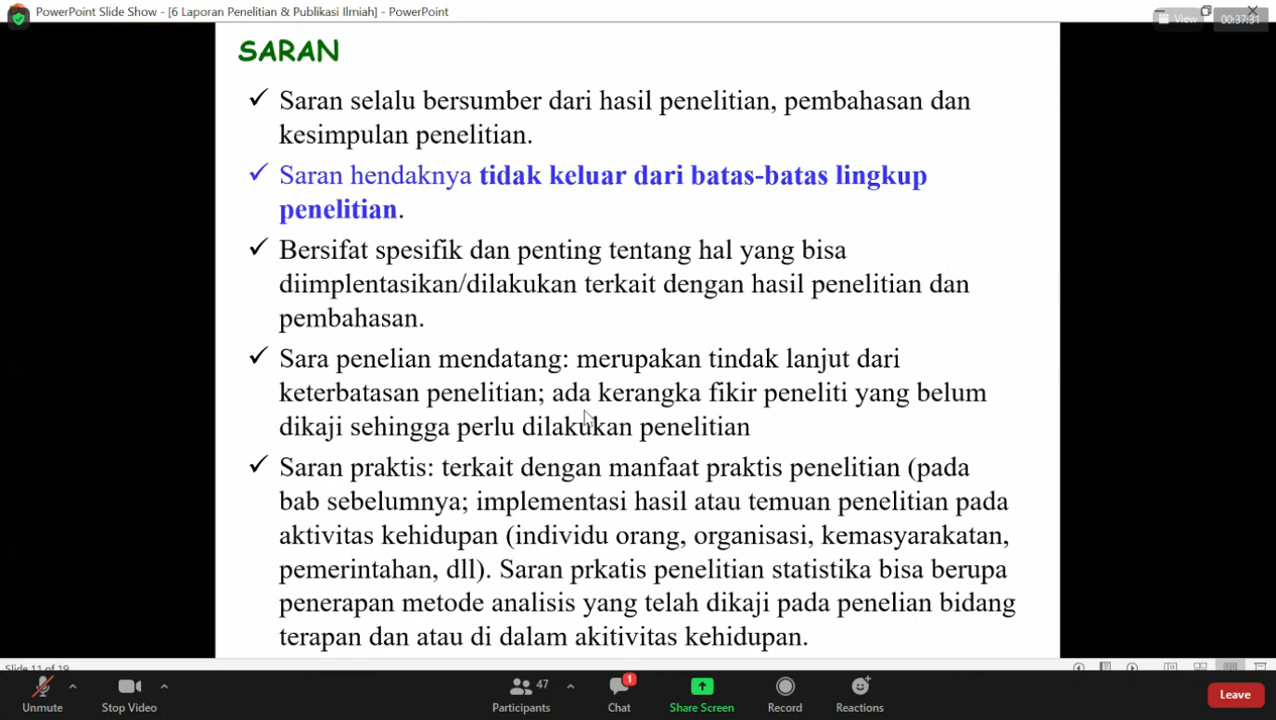 PowerPoint Slide Show - [6 Laporan Penelitian & Publikasi Ilmiah] - PowerPoint
View
00:37:31
SARAN
✓ Saran selalu bersumber dari hasil penelitian, pembahasan dan
kesimpulan penelitian.
✓ Saran hendaknya tidak keluar dari batas-batas lingkup
penelitian.
✓ Bersifat spesifik dan penting tentang hal yang bisa
diimplentasikan/dilakukan terkait dengan hasil penelitian dan
pembahasan.
✓ Sara penelian mendatang: merupakan tindak lanjut dari
keterbatasan penelitian; ada kerangka fikir peneliti yang belum
dikaji sehingga perlu dilakukan penelitian
✓ Saran praktis: terkait dengan manfaat praktis penelitian (pada
bab sebelumnya; implementasi hasil atau temuan penelitian pada
aktivitas kehidupan (individu orang, organisasi, kemasyarakatan,
pemerintahan, dll). Saran prkatis penelitian statistika bisa berupa
penerapan metode analisis yang telah dikaji pada penelian bidang
terapan dan atau di dalam akitivitas kehidupan.
Slide 11 of 19
47
1
Unmute
Stop Video
Participants
Chat
Share Screen
Record
Reactions
Leave